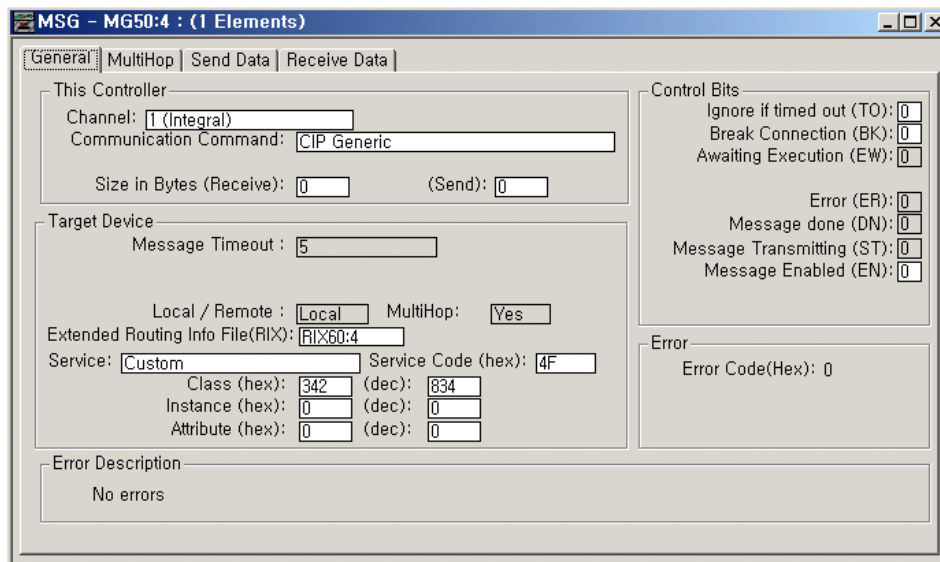 MSG - MG50:4 : (1 Elements)
General MultiHop Send Data Receive Data
This Controller
Channel: 1 (Integral)
Communication Command: CIP Generic
Size in Bytes (Receive): 0 (Send): 0
Target Device
Message Timeout : 5
Local / Remote : Local MultiHop: Yes
Extended Routing Info File(RIX): RIX60:4
Service: Custom Service Code (hex): 4F
Class (hex): 342 (dec): 834
Instance (hex): 0 (dec): 0
Attribute (hex): 0 (dec): 0
Control Bits
Ignore if timed out (TO): 0
Break Connection (BK): 0
Awaiting Execution (EW): 0
Error (ER): 0
Message done (DN): 0
Message Transmitting (ST): 0
Message Enabled (EN): 0
Error
Error Code(Hex): 0
Error Description
No errors